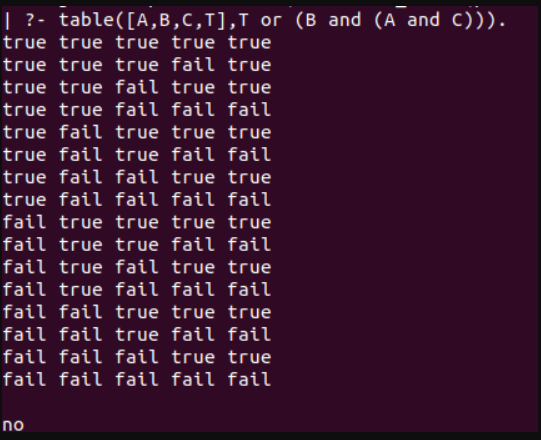 | ?- table([A,B,C,T],T or (B and (A and C))).
true true true true true
true true true fail true
true true fail true true
true true fail fail fail
true fail true true true
true fail true fail fail
true fail fail true true
true fail fail fail fail
fail true true true true
fail true true fail fail
fail true fail true true
fail true fail fail fail
fail fail true true true
fail fail true fail fail
fail fail fail true true
fail fail fail fail fail
no